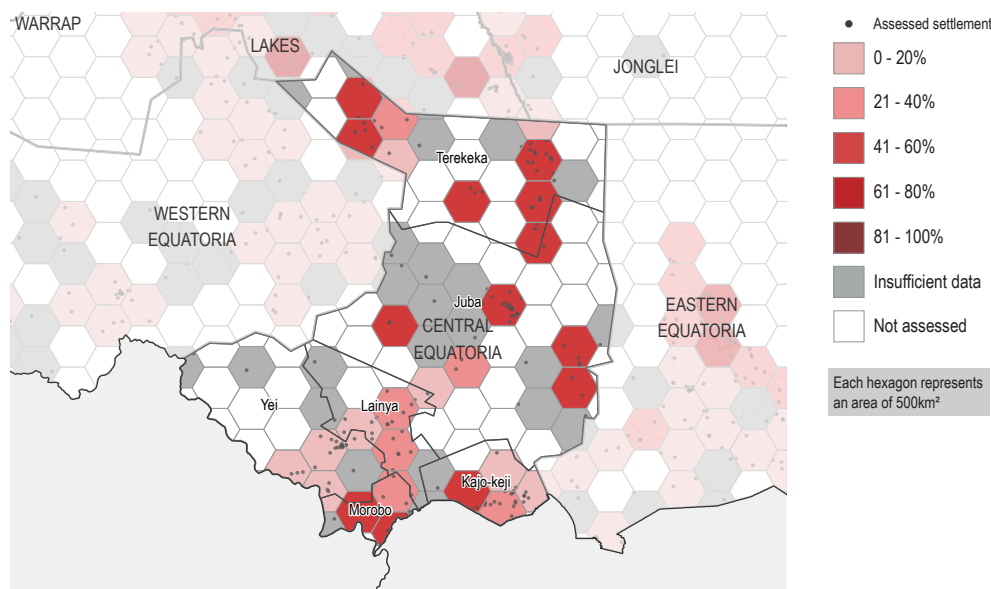 WARRAP
LAKES
JONGLEI
Terekeka
WESTERN
EQUATORIA
Juba
CENTRAL
EQUATORIA
EASTERN
EQUATORIA
Yei
Lainya
Kajo-keji
Morobo
Assessed settlement
0 - 20%
21 - 40%
41 - 60%
61 - 80%
81 - 100%
Insufficient data
Not assessed
Each hexagon represents
an area of 500km²